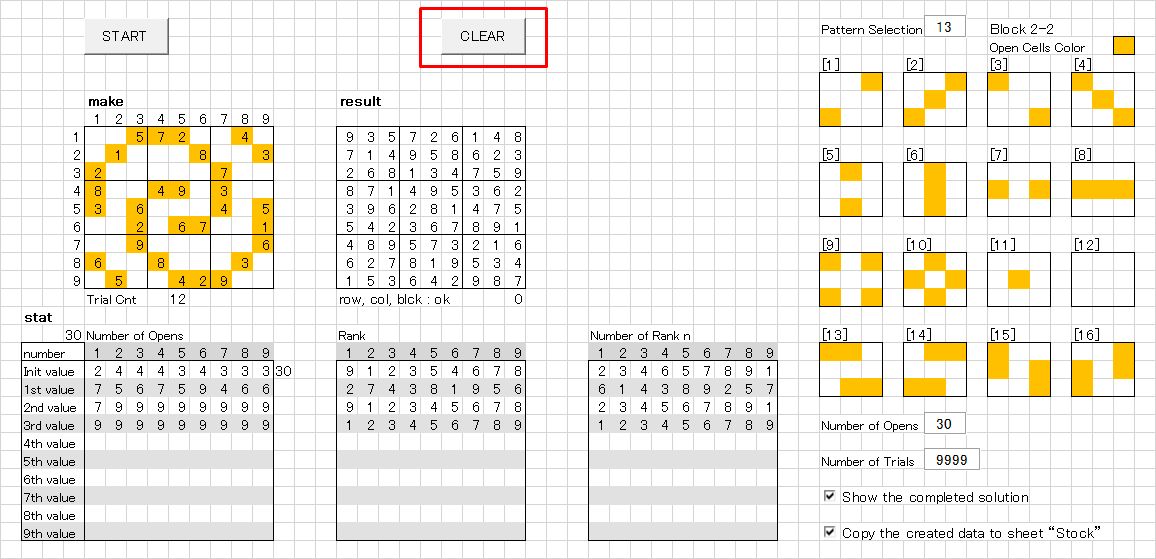 START
CLEAR
Pattern Selection 13 Block 2-2
Open Cells Color
[1] [2] [3] [4]
make
result
1 2 3 4 5 6 7 8 9
1 5 7 2 4
2 1 8 3
3 2 7
4 8 4 9 3
5 3 6 4 5
6 2 6 7 1
7 9 6
8 6 8 3
9 5 4 2 9
9 3 5 7 2 6 1 4 8
7 1 4 9 5 8 6 2 3
2 6 8 1 3 4 7 5 9
8 7 1 4 9 5 3 6 2
3 9 6 2 8 1 4 7 5
5 4 2 3 6 7 8 9 1
4 8 9 5 7 3 2 1 6
6 2 7 8 1 9 5 3 4
1 5 3 6 4 2 9 8 7
[5] [6] [7] [8]
[9] [10] [11] [12]
[13] [14] [15] [16]
Trial Cnt 12
row, col, blck : ok 0
stat
30 Number of Opens
number 1 2 3 4 5 6 7 8 9
Init value 2 4 4 4 3 4 3 3 3 30
1st value 7 5 6 7 5 9 4 6 6
2nd value 7 9 9 9 9 9 9 9 9
3rd value 9 9 9 9 9 9 9 9 9
4th value
5th value
6th value
7th value
8th value
9th value
Rank
1 2 3 4 5 6 7 8 9
9 1 2 3 5 4 6 7 8
2 7 4 3 8 1 9 5 6
9 1 2 3 4 5 6 7 8
1 2 3 4 5 6 7 8 9
Number of Rank n
1 2 3 4 5 6 7 8 9
2 3 4 6 5 7 8 9 1
6 1 4 3 8 9 2 5 7
2 3 4 5 6 7 8 9 1
1 2 3 4 5 6 7 8 9
Number of Opens 30
Number of Trials 9999
Show the completed solution
Copy the created data to sheet “Stock”